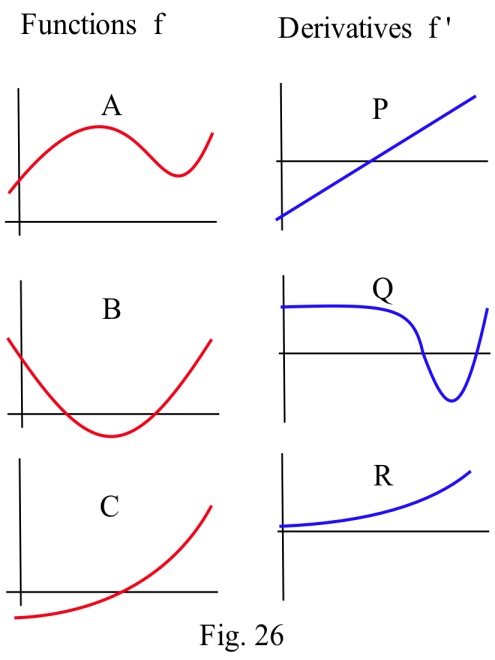 Functions f
Derivatives f '
A
P
B
Q
C
R
Fig. 26